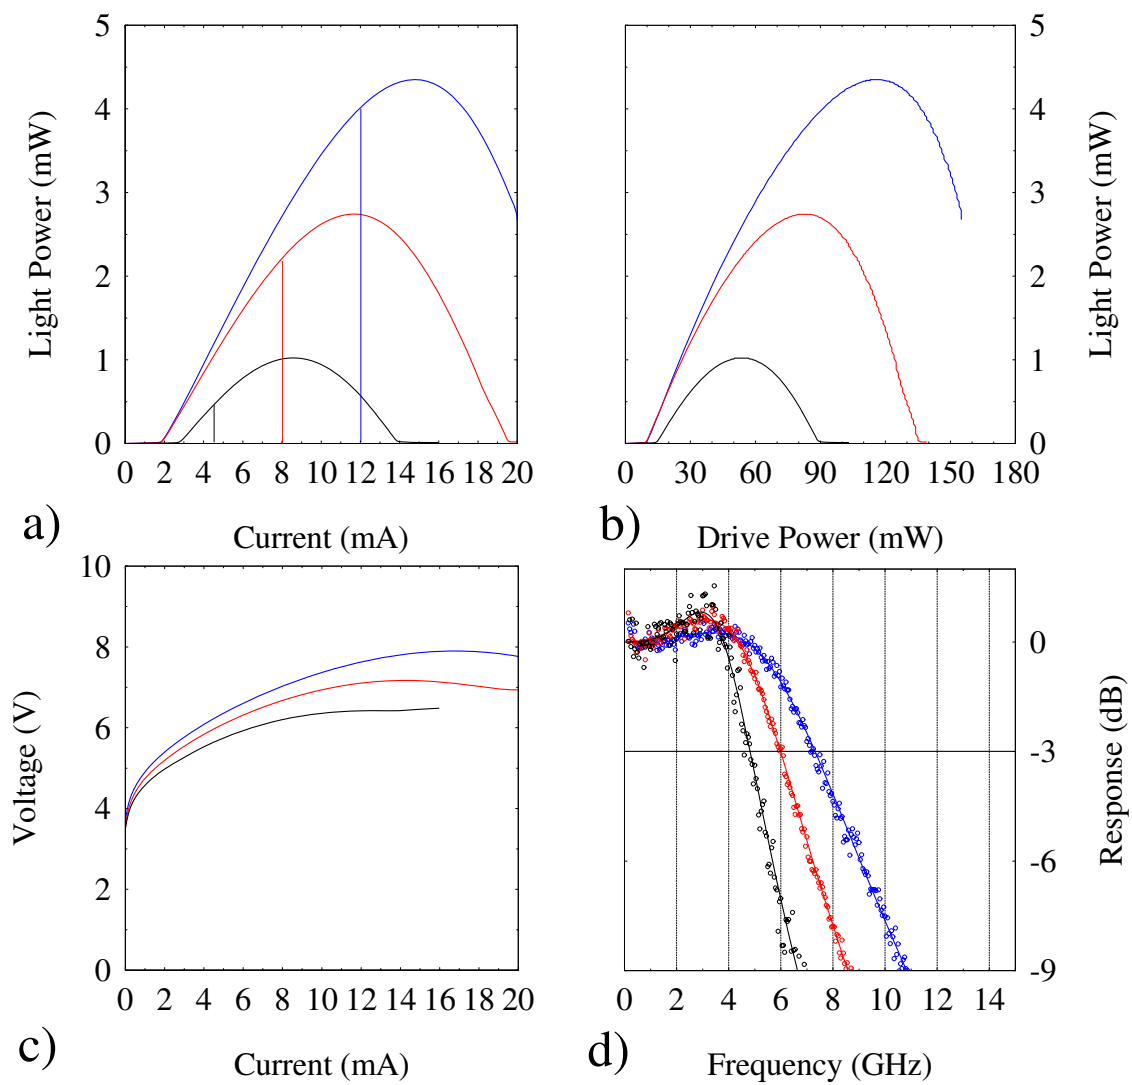 5
4
3
2
1
0
Light Power (mW)
0 2 4 6 8 10 12 14 16 18 20
a)
Current (mA)
5
4
3
2
1
0
Light Power (mW)
0 30 60 90 120 150 180
b)
Drive Power (mW)
10
8
6
4
2
0
Voltage (V)
0 2 4 6 8 10 12 14 16 18 20
c)
Current (mA)
0
-3
-6
-9
Response (dB)
0 2 4 6 8 10 12 14
d)
Frequency (GHz)